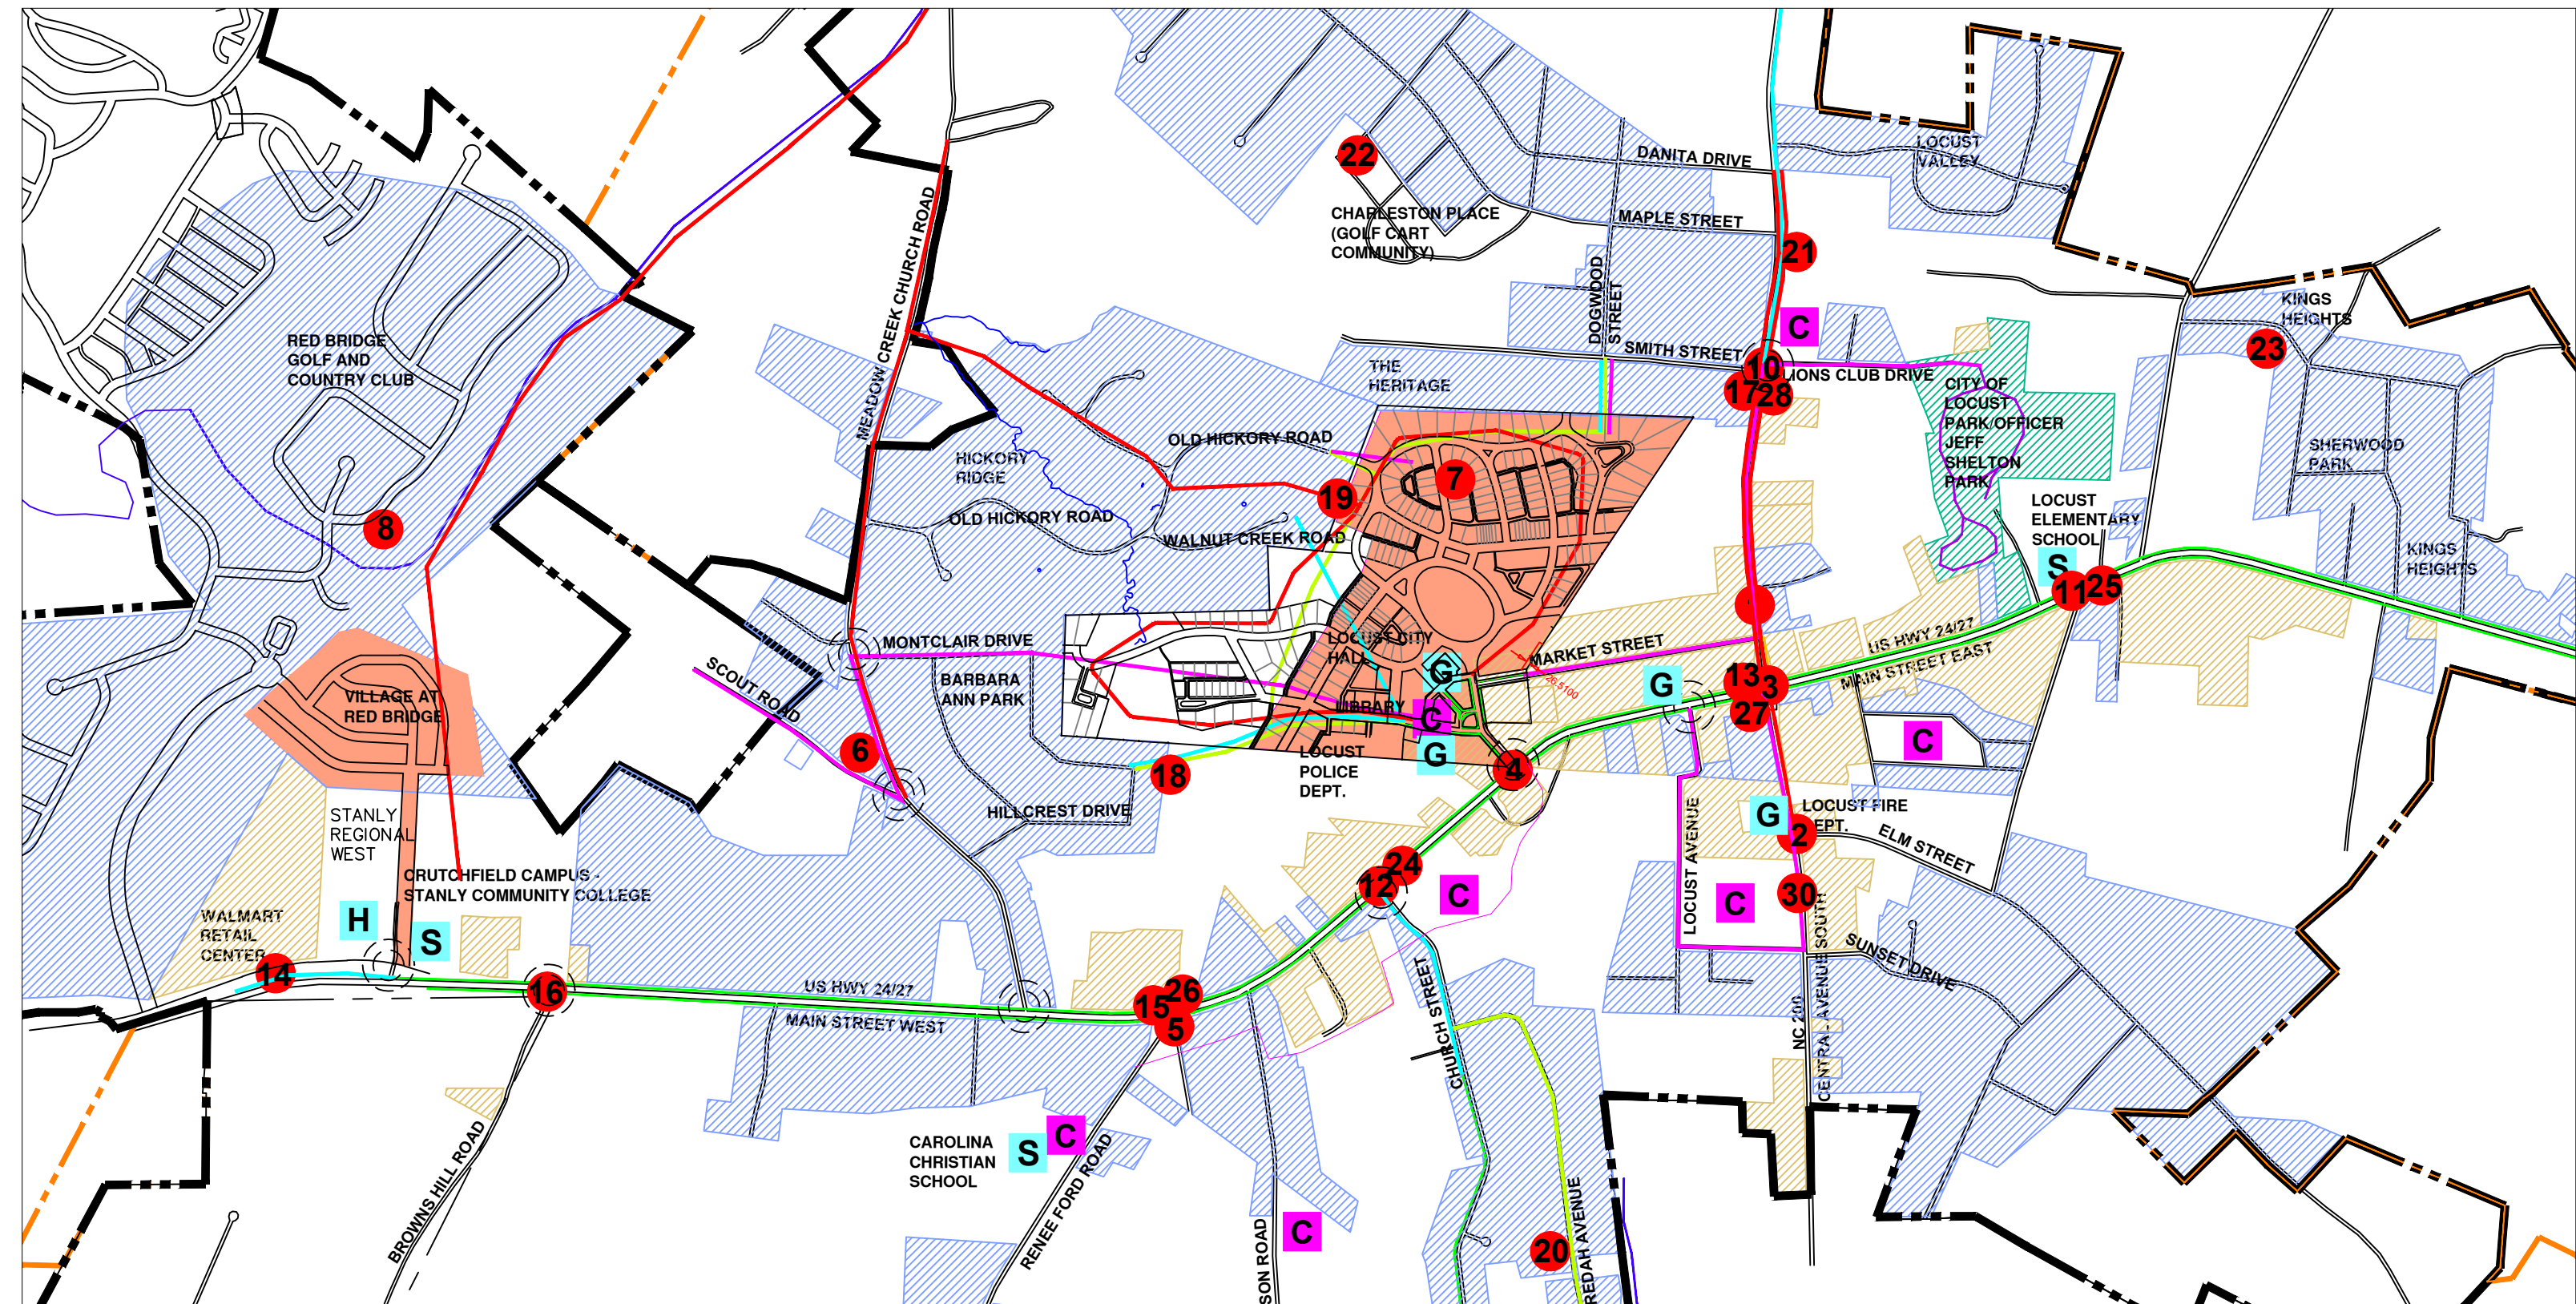 LOCUST
VALLEY
DANITA DRIVE
22
CHARLESTON PLACE
(GOLF CART
COMMUNITY)
MAPLE STREET
21
MEADOW CREEK CHURCH ROAD
DOGWOOD
STREET
KINGS
HEIGHTS
23
C
RED BRIDGE
GOLF AND
COUNTRY CLUB
THE
HERITAGE
SMITH STREET
10
LIONS CLUB DRIVE
17
28
CITY OF
LOCUST
PARK/OFFICER
JEFF
SHELTON
PARK
OLD HICKORY ROAD
HICKORY
RIDGE
SHERWOOD
PARK
7
19
8
OLD HICKORY ROAD
WALNUT CREEK ROAD
LOCUST
ELEMENTARY
SCHOOL
S
11
25
KINGS
HEIGHTS
MONTCLAIR DRIVE
LOCUST CITY
HALL
G
MARKET STREET
US HWY 24/27
MAIN STREET EAST
SCOUT ROAD
BARBARA
ANN PARK
VILLAGE AT
RED BRIDGE
LIBRARY
C
G
13
3
27
C
6
18
LOCUST
POLICE
DEPT.
G
4
HILLCREST DRIVE
STANLY
REGIONAL
WEST
LOCUST AVENUE
G
LOCUST FIRE
DEPT.
2
ELM STREET
24
12
C
C
30
CRUTCHFIELD CAMPUS -
STANLY COMMUNITY COLLEGE
H
S
WALMART
RETAIL
CENTER
14
16
US HWY 24/27
MAIN STREET WEST
15
26
5
CHURCH STREET
NC 200
CENTRAL AVENUE SOUTH
SUNSET DRIVE
CAROLINA
CHRISTIAN
SCHOOL
S
C
BROWNS HILL ROAD
RENEE FORD ROAD
C
SON ROAD
20
REDAH AVENUE